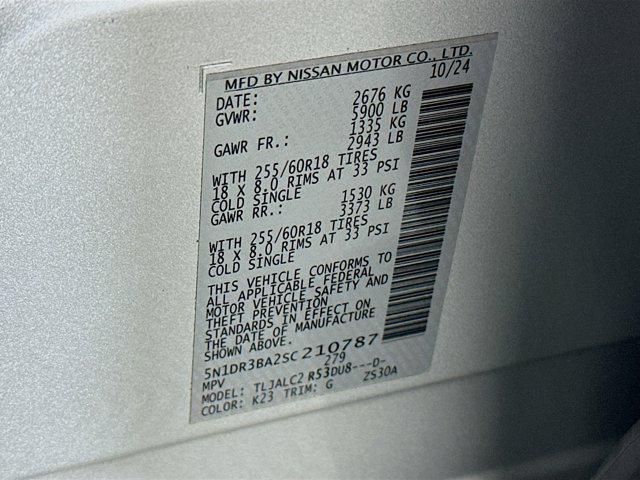 MFD BY NISSAN MOTOR CO., LTD.
DATE: 10/24
GVWR: 2676 KG
5900 LB
GAWR FR.: 1335 KG
2943 LB
WITH 255/60R18 TIRES
18 X 8.0 RIMS AT 33 PSI
COLD SINGLE
GAWR RR.: 1530 KG
3373 LB
WITH 255/60R18 TIRES
18 X 8.0 RIMS AT 33 PSI
COLD SINGLE
THIS VEHICLE CONFORMS TO
ALL APPLICABLE FEDERAL
MOTOR VEHICLE SAFETY AND
THEFT PREVENTION
STANDARDS IN EFFECT ON
THE DATE OF MANUFACTURE
SHOWN ABOVE.
5N1DR3BA2SC210787
MPV 279
MODEL: TLJALC2 R53DU8---D-
COLOR: K23 TRIM: G ZS30A